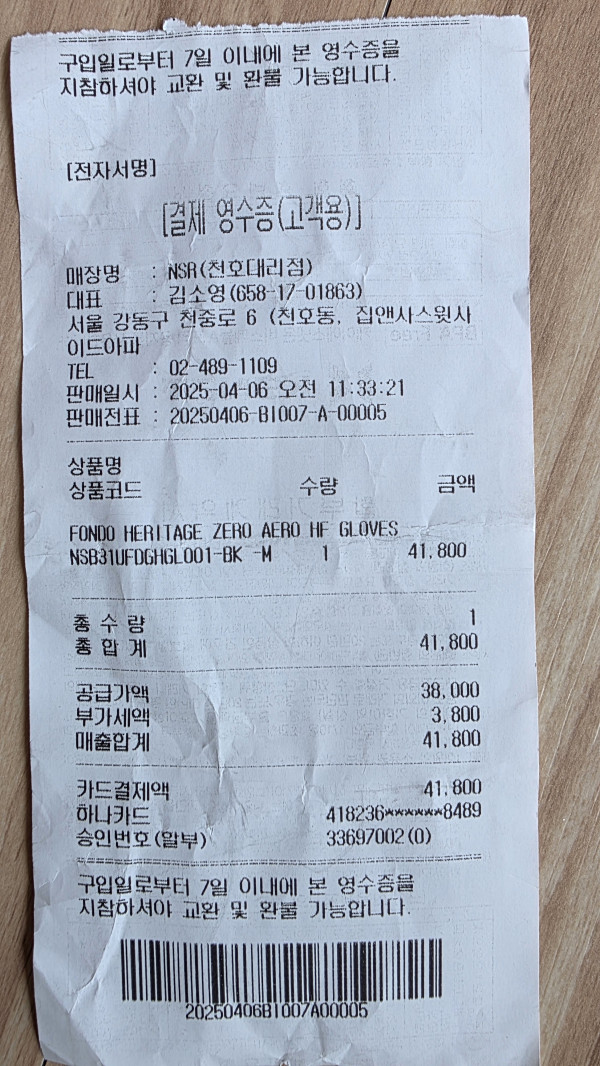 구입일로부터 7일 이내에 본 영수증을
지참하셔야 교환 및 환불 가능합니다.
[전자서명]
[결제 영수증(고객용)]
매장명 : NSR(천호대리점)
대표 : 김소영(658-17-01863)
서울 강동구 천중로 6 (천호동, 집앤사스윗사
이드아파
TEL : 02-489-1109
판매일시 : 2025-04-06 오전 11:33:21
판매전표 : 20250406-BI007-A-00005
상품명
상품코드 수량 금액
FONDO HERITAGE ZERO AERO HF GLOVES
NSB31UFDGHGL001-BK -M 1 41,800
총 수 량 1
총 합 계 41,800
공급가액 38,000
부가세액 3,800
매출합계 41,800
카드결제액 41,800
하나카드 418236******8489
승인번호(할부) 33697002(0)
구입일로부터 7일 이내에 본 영수증을
지참하셔야 교환 및 환불 가능합니다.
20250406BI007A00005